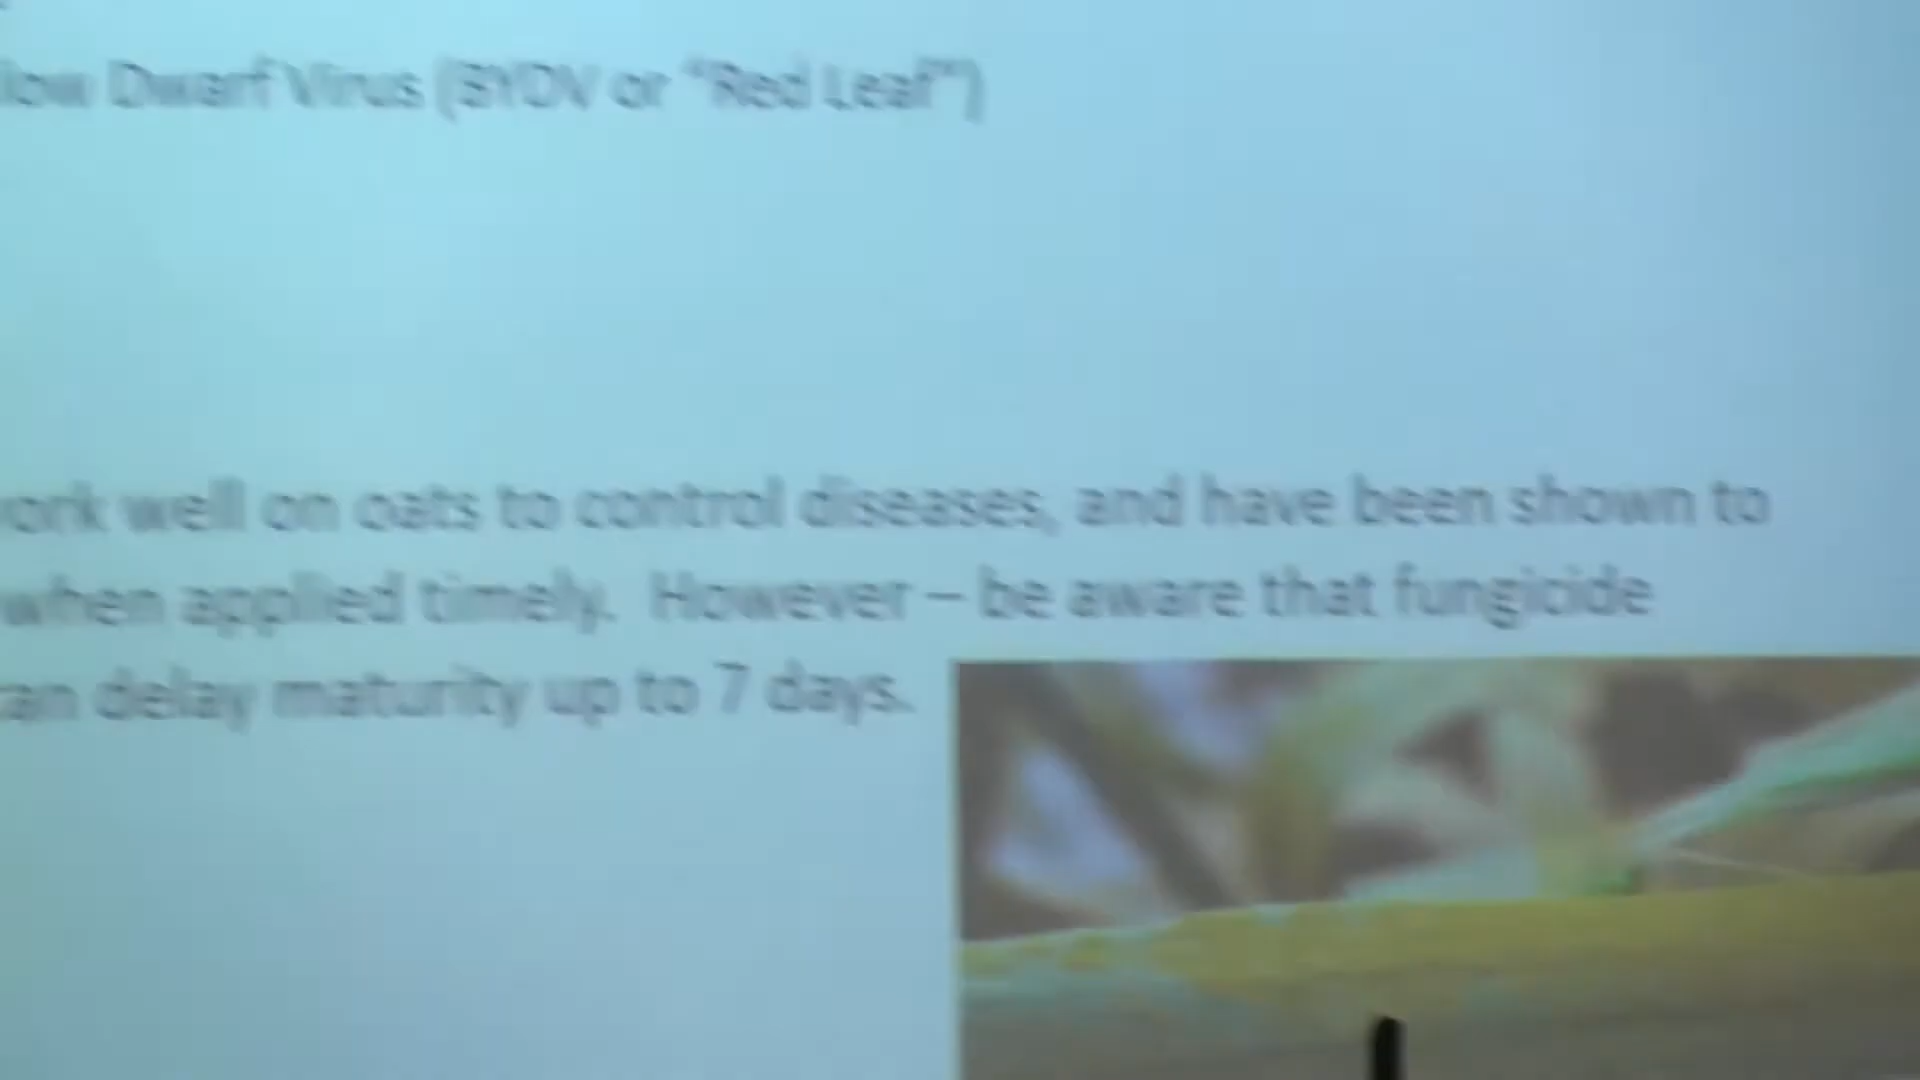 low Dwarf Virus (BYDV or "Red Leaf")
ork well on oats to control diseases, and have been shown to
when applied timely.  However – be aware that fungicide
an delay maturity up to 7 days.